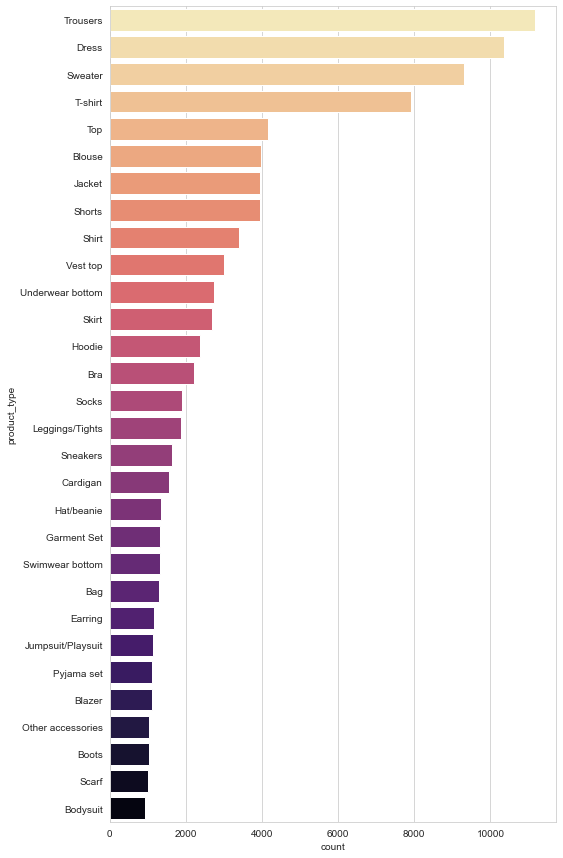 Trousers
Dress
Sweater
T-shirt
Top
Blouse
Jacket
Shorts
Shirt
Vest top
Underwear bottom
Skirt
Hoodie
Bra
Socks
Leggings/Tights
Sneakers
Cardigan
Hat/beanie
Garment Set
Swimwear bottom
Bag
Earring
Jumpsuit/Playsuit
Pyjama set
Blazer
Other accessories
Boots
Scarf
Bodysuit
product_type
0 2000 4000 6000 8000 10000
count